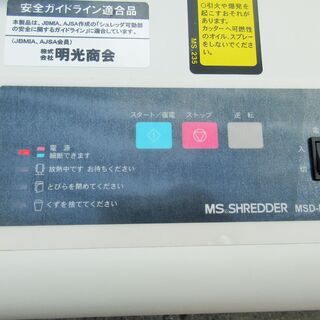 安全ガイドライン適合品
本製品は、JBMIA、AJSA作成の「シュレッダ可動部
の安全に関するガイドライン」に適合しています。
(JBMIA、AJSA会員)
株式会社 明光商会
○引火や爆発を
起こすおそれが
あります。
カッターへ可燃性
のオイル、スプレー
をしないでください。
MS 235
スタート/復電
ストップ
逆転
電源
細断できます
放熱中です お待ちください
とびらを閉めてください
くずを捨ててください
入
切
MS.SHREDDER
MSD-